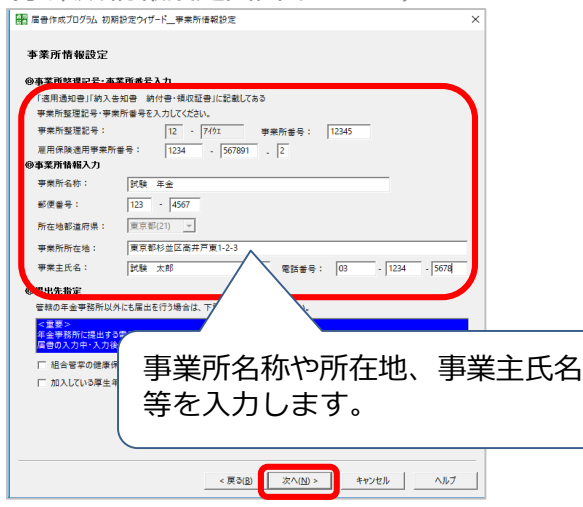 届書作成プログラム 初期設定ウィザード__事業所情報設定
事業所情報設定
◎事業所整理記号・事業所番号入力
「適用通知書」「納入告知書 納付書・領収証書」に記載してある
事業所整理記号・事業所番号を入力してください。
事業所整理記号： 12 - ｱｲｳｴ 事業所番号： 12345
雇用保険適用事業所番号： 1234 - 567891 - 2
◎事業所情報入力
事業所名称： 試験 年金
郵便番号： 123 - 4567
所在地都道府県： 東京都(21)
事業所所在地： 東京都杉並区高井戸東1-2-3
事業主氏名： 試験 太郎 電話番号： 03 - 1234 - 5678
提出先指定
管轄の年金事務所以外にも届出を行う場合は、下
<重要>
年金事務所に提出する
届書の入力中・入力後
組合管掌の健康保
加入している厚生年
事業所名称や所在地、事業主氏名
等を入力します。
< 戻る(B) 次へ(N) > キャンセル ヘルプ